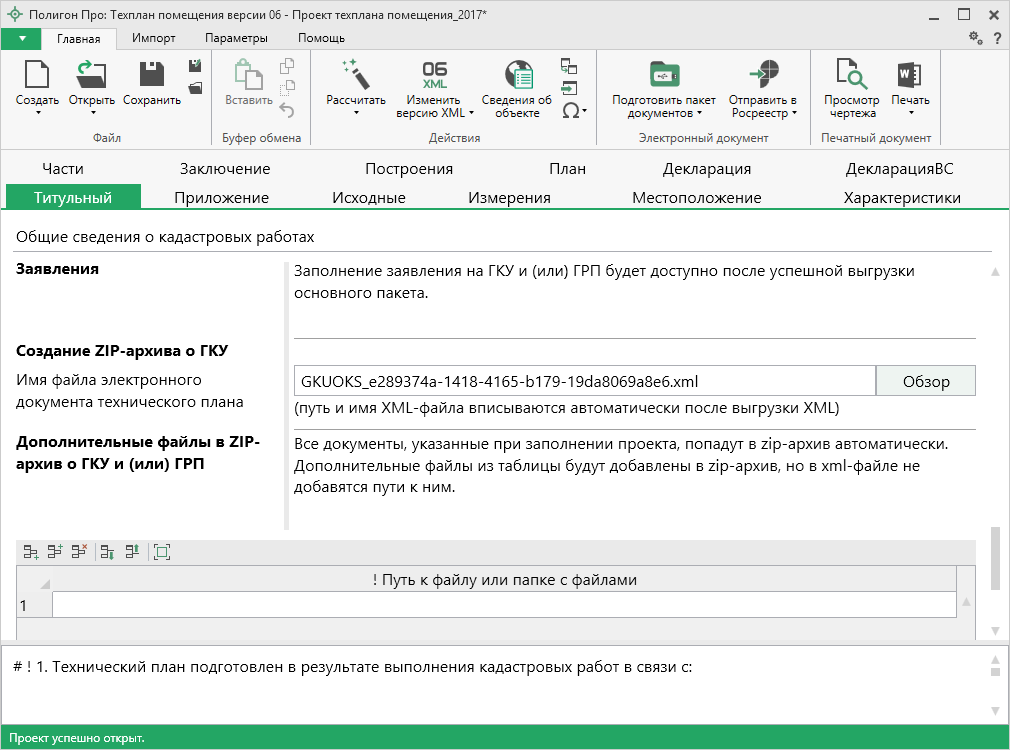 Полигон Про: Техплан помещения версии 06 - Проект техплана помещения_2017*
Главная Импорт Параметры Помощь ?
Создать Открыть Сохранить
Файл
Вставить
Буфер обмена
Рассчитать
06 XML
Изменить
версию XML
Сведения об
объекте
Ω
Действия
Подготовить пакет
документов
Отправить в
Росреестр
Электронный документ
Просмотр
чертежа
W
Печать
Печатный документ
Части Заключение Построения План Декларация ДекларацияВС
Титульный Приложение Исходные Измерения Местоположение Характеристики
Общие сведения о кадастровых работах
Заявления
Заполнение заявления на ГКУ и (или) ГРП будет доступно после успешной выгрузки
основного пакета.
Создание ZIP-архива о ГКУ
Имя файла электронного
документа технического плана
GKUOKS_e289374a-1418-4165-b179-19da8069a8e6.xml Обзор
(путь и имя XML-файла вписываются автоматически после выгрузки XML)
Дополнительные файлы в ZIP-
архив о ГКУ и (или) ГРП
Все документы, указанные при заполнении проекта, попадут в zip-архив автоматически.
Дополнительные файлы из таблицы будут добавлены в zip-архив, но в xml-файле не
добавятся пути к ним.
! Путь к файлу или папке с файлами
1
# ! 1. Технический план подготовлен в результате выполнения кадастровых работ в связи с:
Проект успешно открыт.